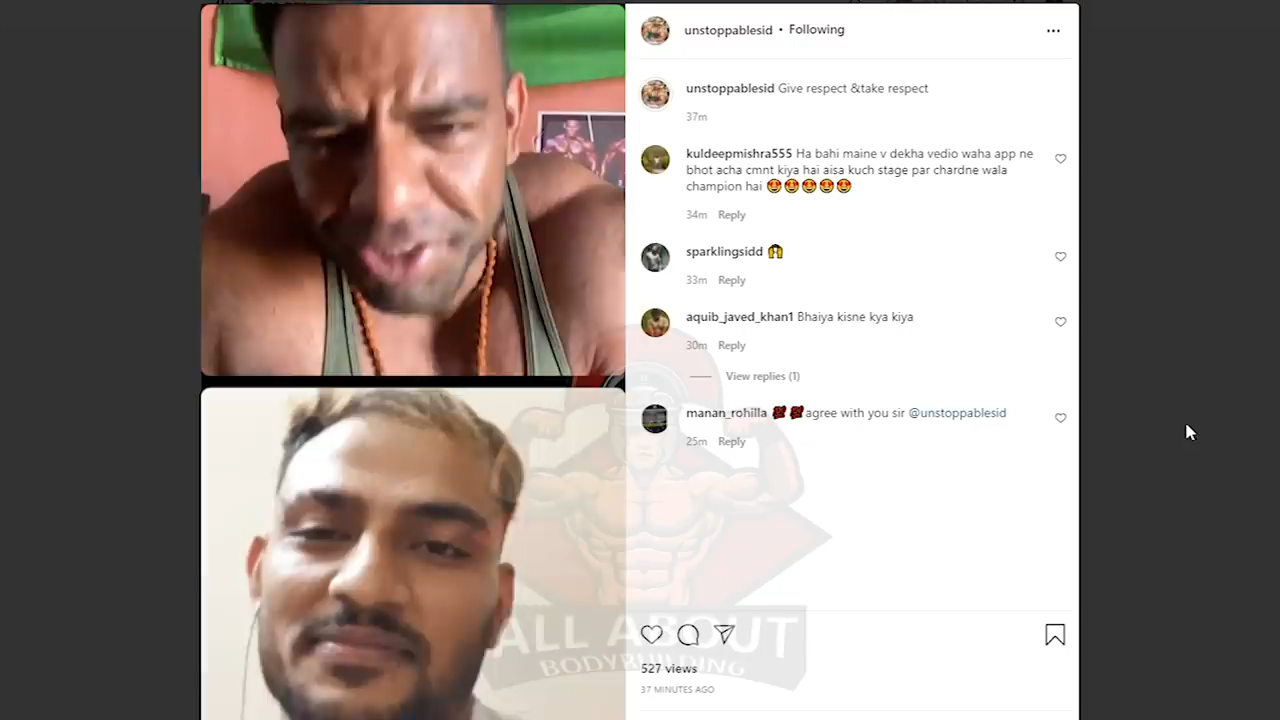 unstoppablesid • Following
unstoppablesid Give respect &take respect
37m
kuldeepmishra555 Ha bahi maine v dekha vedio waha app ne
bhot acha cmnt kiya hai aisa kuch stage par chardne wala
champion hai 🤩🤩🤩🤩🤩
34m Reply
sparklingsidd 🙌
33m Reply
aquib_javed_khan1 Bhaiya kisne kya kiya
30m Reply
View replies (1)
manan_rohilla 💯💯agree with you sir @unstoppablesid
25m Reply
ALL ABOUT
BODYBUILDING
527 views
37 MINUTES AGO